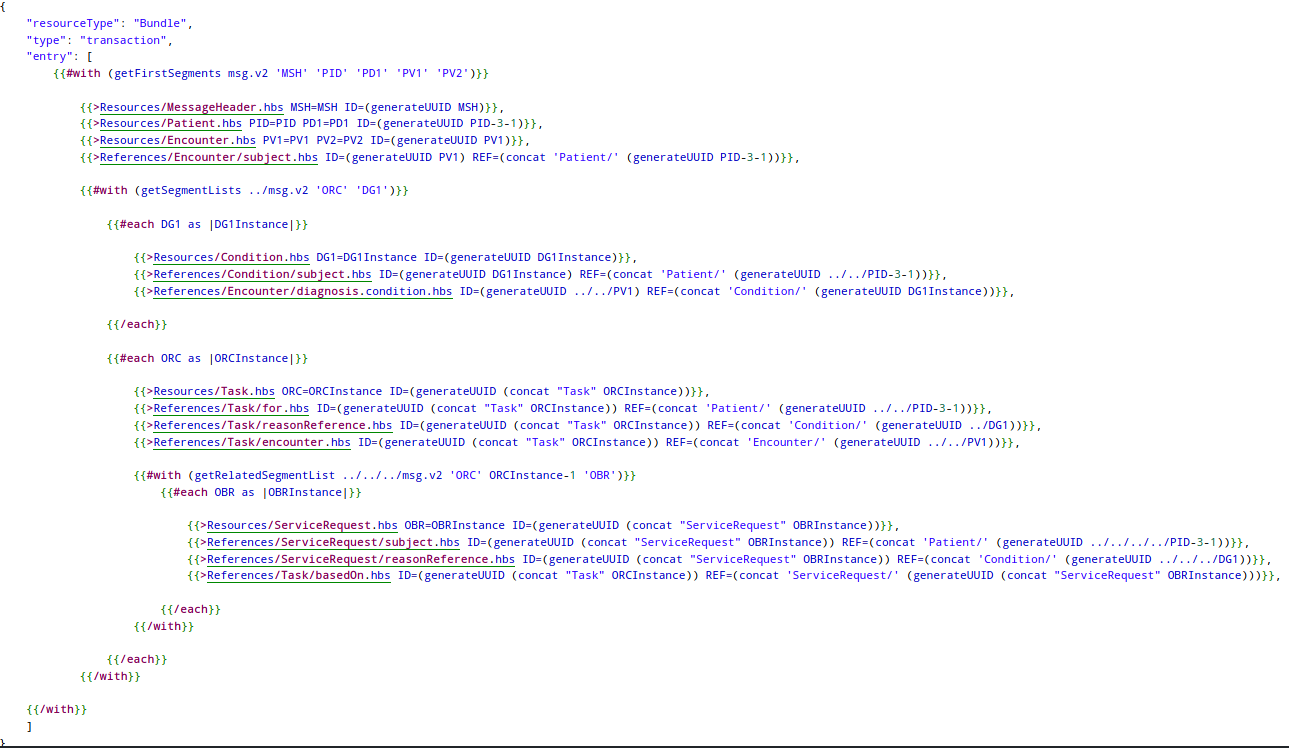 {
"resourceType": "Bundle",
"type": "transaction",
"entry": [
{{#with (getFirstSegments msg.v2 'MSH' 'PID' 'PD1' 'PV1' 'PV2')}}
{{>Resources/MessageHeader.hbs MSH=MSH ID=(generateUUID MSH)}},
{{>Resources/Patient.hbs PID=PID PD1=PD1 ID=(generateUUID PID-3-1)}},
{{>Resources/Encounter.hbs PV1=PV1 PV2=PV2 ID=(generateUUID PV1)}},
{{>References/Encounter/subject.hbs ID=(generateUUID PV1) REF=(concat 'Patient/' (generateUUID PID-3-1))}},
{{#with (getSegmentLists ../msg.v2 'ORC' 'DG1')}}
{{#each DG1 as |DG1Instance|}}
{{>Resources/Condition.hbs DG1=DG1Instance ID=(generateUUID DG1Instance)}},
{{>References/Condition/subject.hbs ID=(generateUUID DG1Instance) REF=(concat 'Patient/' (generateUUID ../../PID-3-1))}},
{{>References/Encounter/diagnosis.condition.hbs ID=(generateUUID ../../PV1) REF=(concat 'Condition/' (generateUUID DG1Instance))}},
{{/each}}
{{#each ORC as |ORCInstance|}}
{{>Resources/Task.hbs ORC=ORCInstance ID=(generateUUID (concat "Task" ORCInstance))}},
{{>References/Task/for.hbs ID=(generateUUID (concat "Task" ORCInstance)) REF=(concat 'Patient/' (generateUUID ../../PID-3-1))}},
{{>References/Task/reasonReference.hbs ID=(generateUUID (concat "Task" ORCInstance)) REF=(concat 'Condition/' (generateUUID ../DG1))}},
{{>References/Task/encounter.hbs ID=(generateUUID (concat "Task" ORCInstance)) REF=(concat 'Encounter/' (generateUUID ../../PV1))}},
{{#with (getRelatedSegmentList ../../../msg.v2 'ORC' ORCInstance-1 'OBR')}}
{{#each OBR as |OBRInstance|}}
{{>Resources/ServiceRequest.hbs OBR=OBRInstance ID=(generateUUID (concat "ServiceRequest" OBRInstance))}},
{{>References/ServiceRequest/subject.hbs ID=(generateUUID (concat "ServiceRequest" OBRInstance)) REF=(concat 'Patient/' (generateUUID ../../../../PID-3-1))}},
{{>References/ServiceRequest/reasonReference.hbs ID=(generateUUID (concat "ServiceRequest" OBRInstance)) REF=(concat 'Condition/' (generateUUID ../../../DG1))}},
{{>References/Task/basedOn.hbs ID=(generateUUID (concat "Task" ORCInstance)) REF=(concat 'ServiceRequest/' (generateUUID (concat "ServiceRequest" OBRInstance)))}},
{{/each}}
{{/with}}
{{/each}}
{{/with}}
{{/with}}
]
}